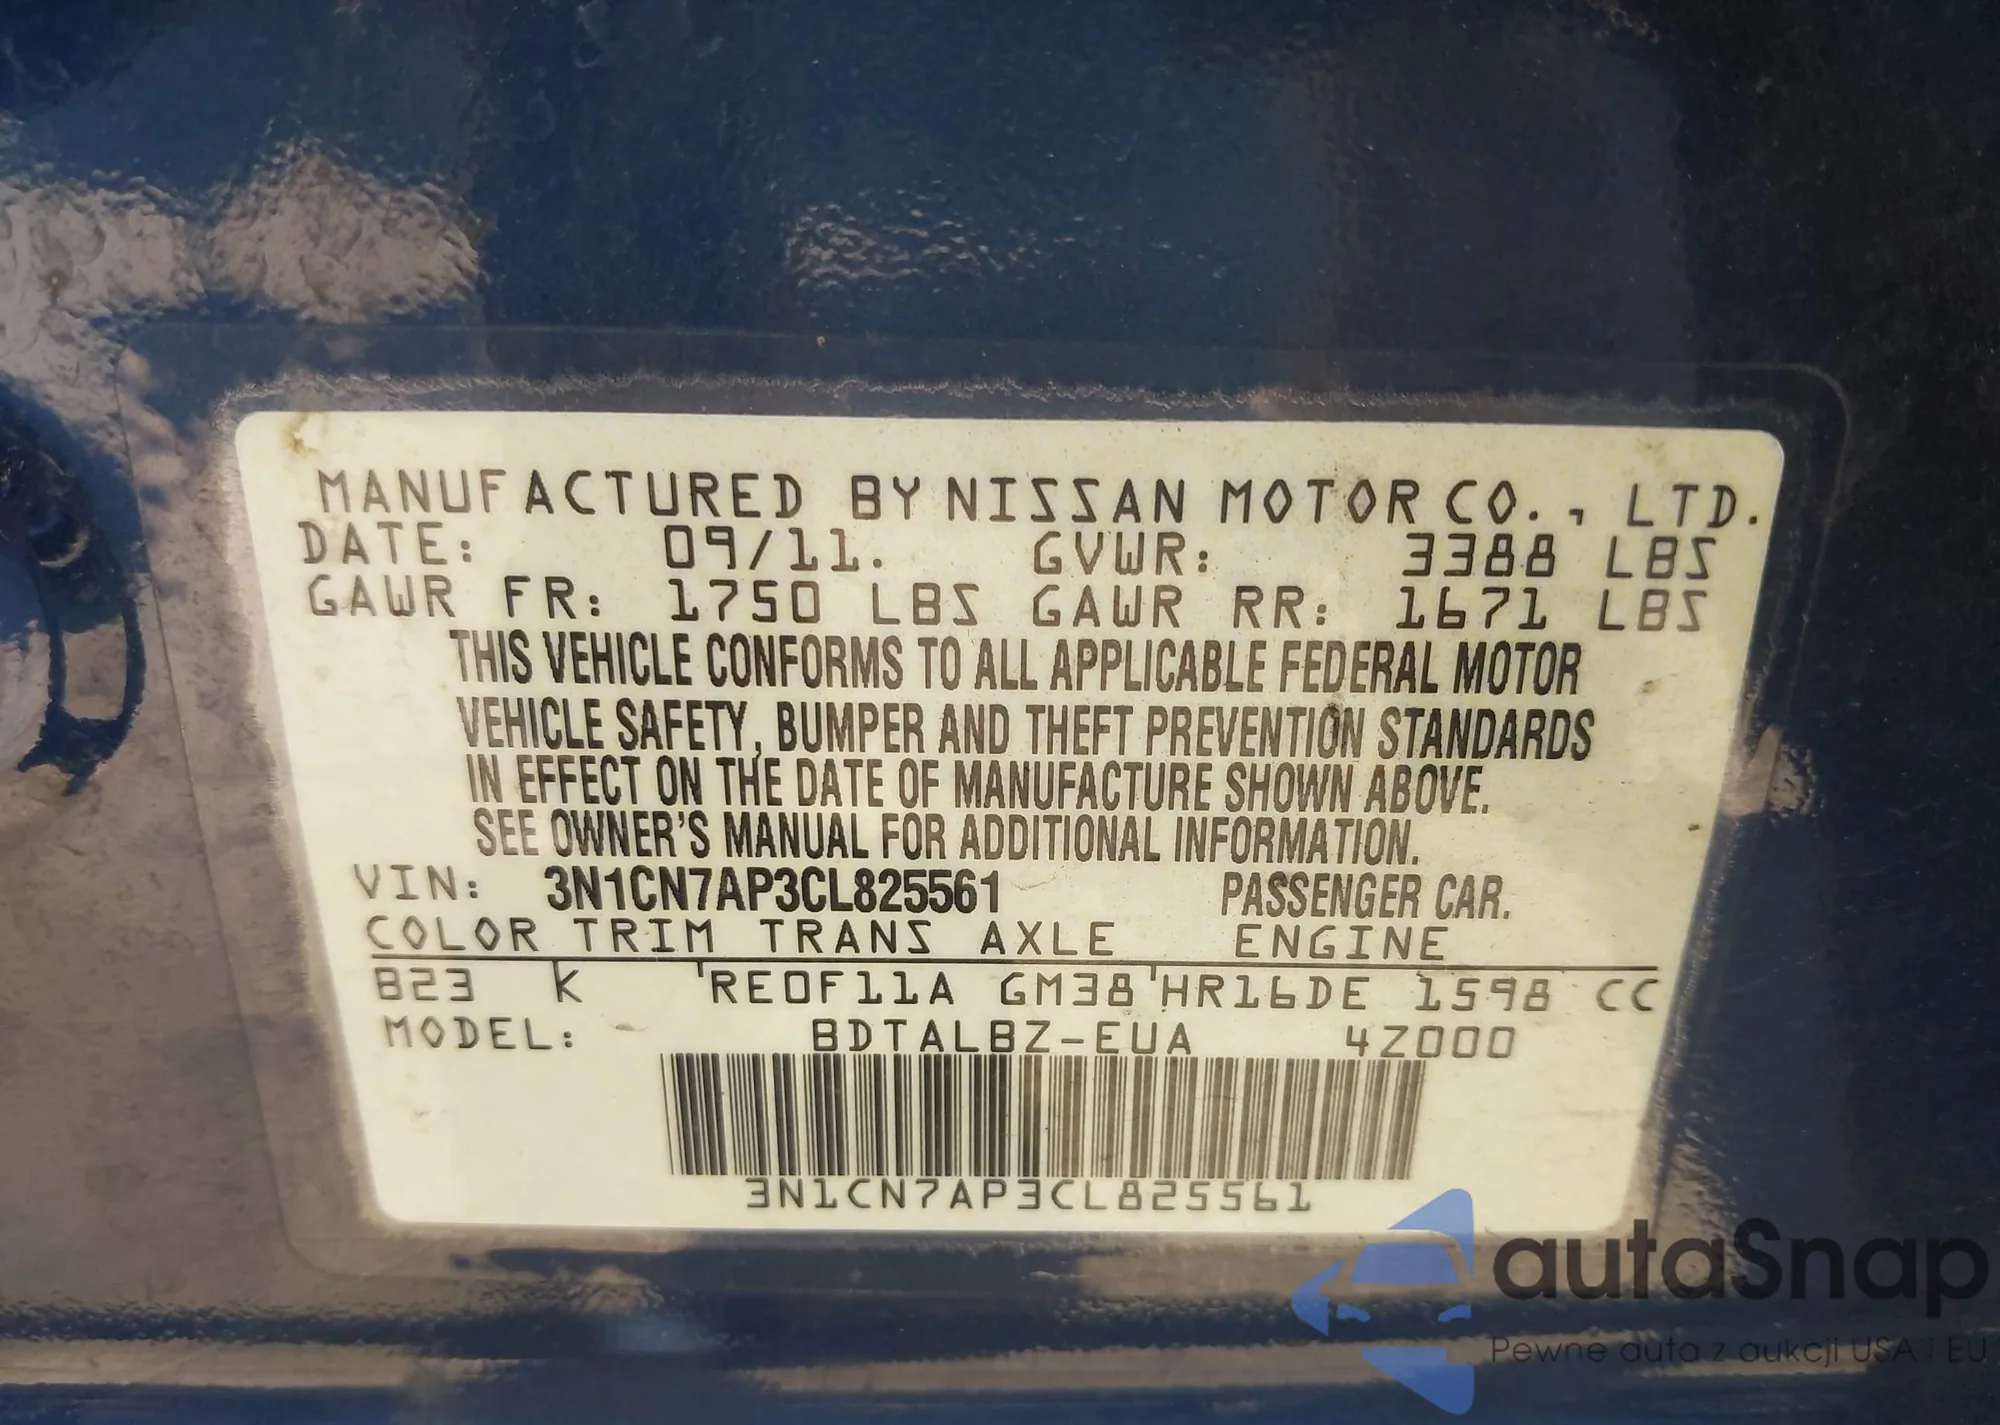 MANUFACTURED BY NISSAN MOTOR CO., LTD.
DATE: 09/11. GVWR: 3388 LBS
GAWR FR: 1750 LBS GAWR RR: 1671 LBS
THIS VEHICLE CONFORMS TO ALL APPLICABLE FEDERAL MOTOR
VEHICLE SAFETY, BUMPER AND THEFT PREVENTION STANDARDS
IN EFFECT ON THE DATE OF MANUFACTURE SHOWN ABOVE.
SEE OWNER'S MANUAL FOR ADDITIONAL INFORMATION.
VIN: 3N1CN7AP3CL825561 PASSENGER CAR.
COLOR TRIM TRANS AXLE ENGINE
B23 K RE0F11A GM38 HR16DE 1598 CC
MODEL: BDTALBZ-EUA 4Z000
3N1CN7AP3CL825561
autaSnap
Pewne auta z aukcji USA i EU